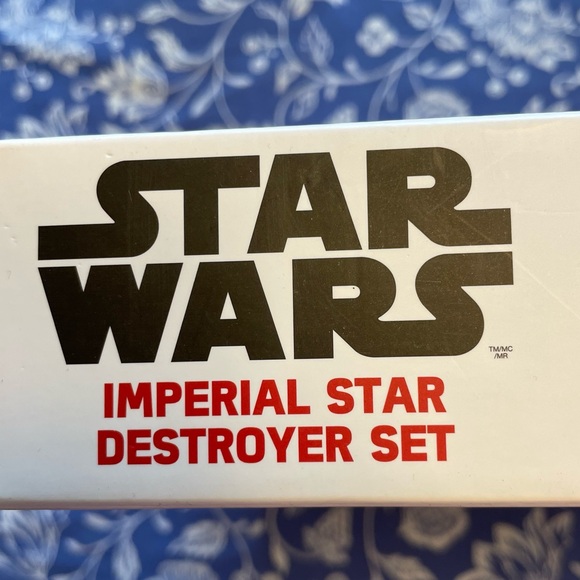 STAR
WARS
TM/MC
/MR
IMPERIAL STAR
DESTROYER SET